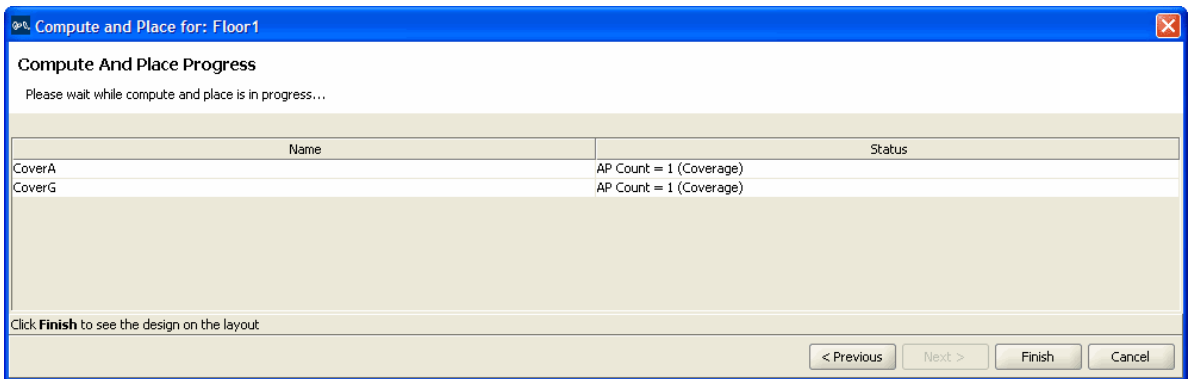 Compute and Place for: Floor1
Compute And Place Progress
Please wait while compute and place is in progress...
Name Status
CoverA AP Count = 1 (Coverage)
CoverG AP Count = 1 (Coverage)
Click Finish to see the design on the layout
< Previous Next > Finish Cancel